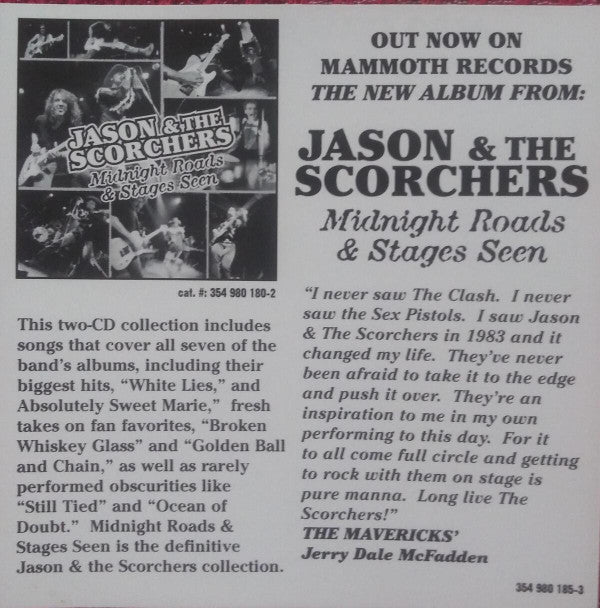 JASON & THE
SCORCHERS
Midnight Roads
& Stages Seen
cat. #: 354 980 180-2
This two-CD collection includes
songs that cover all seven of the
band's albums, including their
biggest hits, “White Lies,” and
Absolutely Sweet Marie,”  fresh
takes on fan favorites, “Broken
Whiskey Glass” and “Golden Ball
and Chain,” as well as rarely
performed obscurities like
“Still Tied” and “Ocean of
Doubt.”  Midnight Roads &
Stages Seen is the definitive
Jason & the Scorchers collection.
OUT NOW ON
MAMMOTH RECORDS
THE NEW ALBUM FROM:
JASON & THE
SCORCHERS
Midnight Roads
& Stages Seen
“I never saw The Clash.  I never
saw the Sex Pistols.  I saw Jason
& The Scorchers in 1983 and it
changed my life.  They've never
been afraid to take it to the edge
and push it over.  They're an
inspiration to me in my own
performing to this day.  For it
to all come full circle and getting
to rock with them on stage is
pure manna.  Long live The
Scorchers!”
THE MAVERICKS'
Jerry Dale McFadden
354 980 185-3